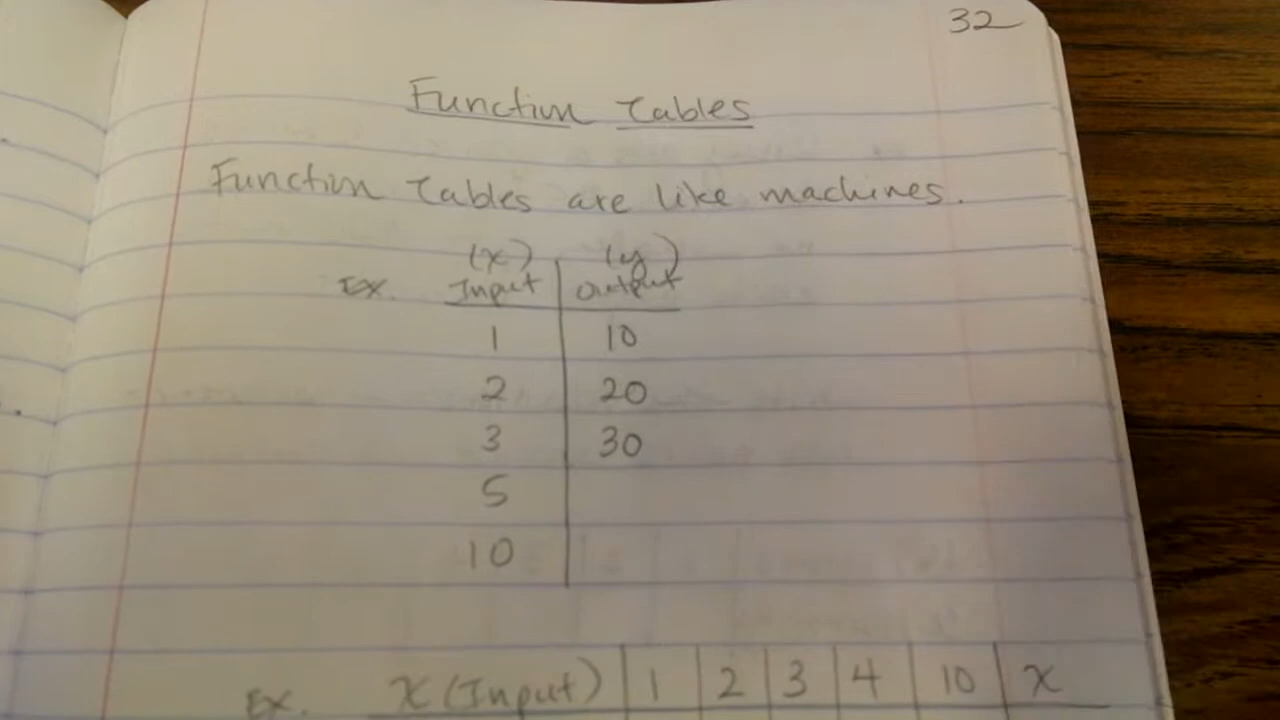 32
Function Tables
Function Tables are like machines.
(x) (y)
Ex. Input Output
1 10
2 20
3 30
5
10
Ex. x (Input) 1 2 3 4 10 x